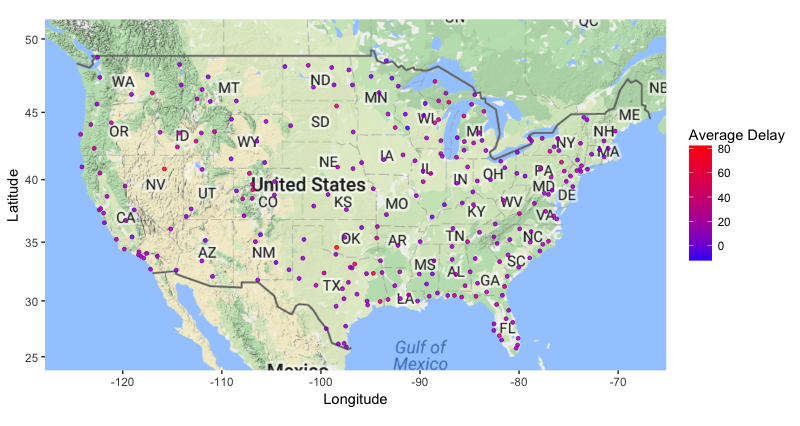 ON
QC
50
WA
MT
ND
MN
NB
ME
45
OR
ID
SD
WI
MI
NY
NH
WY
IA
MA
NE
IL
IN
OH
PA
40
NV
UT
United States
CO
KS
MO
KY
WV
MD
DE
VA
CA
35
AZ
NM
OK
AR
TN
NC
SC
MS
AL
GA
TX
LA
30
FL
Gulf of
Mexico
Mexico
25
-120
-110
-100
-90
-80
-70
Longitude
Latitude
Average Delay
80
60
40
20
0